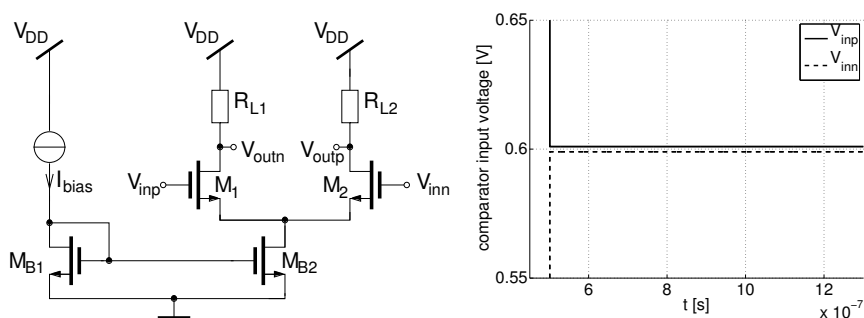 V_DD
V_DD
V_DD
R_L1
R_L2
V_outn
V_outp
I_bias
V_inp
M_1
M_2
V_inn
M_B1
M_B2
0.65
0.6
0.55
comparator input voltage [V]
V_inp
V_inn
6
8
10
12
t [s]
x 10^-7